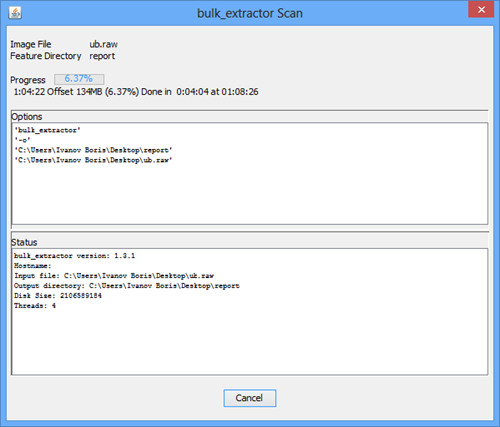 bulk_extractor Scan
Image File ub.raw
Feature Directory report
Progress 6.37%
1:04:22 Offset 134MB (6.37%) Done in 0:04:04 at 01:08:26
Options
'bulk_extractor'
'-o'
'C:\Users\Ivanov Boris\Desktop\report'
'C:\Users\Ivanov Boris\Desktop\ub.raw'
Status
bulk_extractor version: 1.3.1
Hostname:
Input file: C:\Users\Ivanov Boris\Desktop\ub.raw
Output directory: C:\Users\Ivanov Boris\Desktop\report
Disk Size: 2106589184
Threads: 4
Cancel